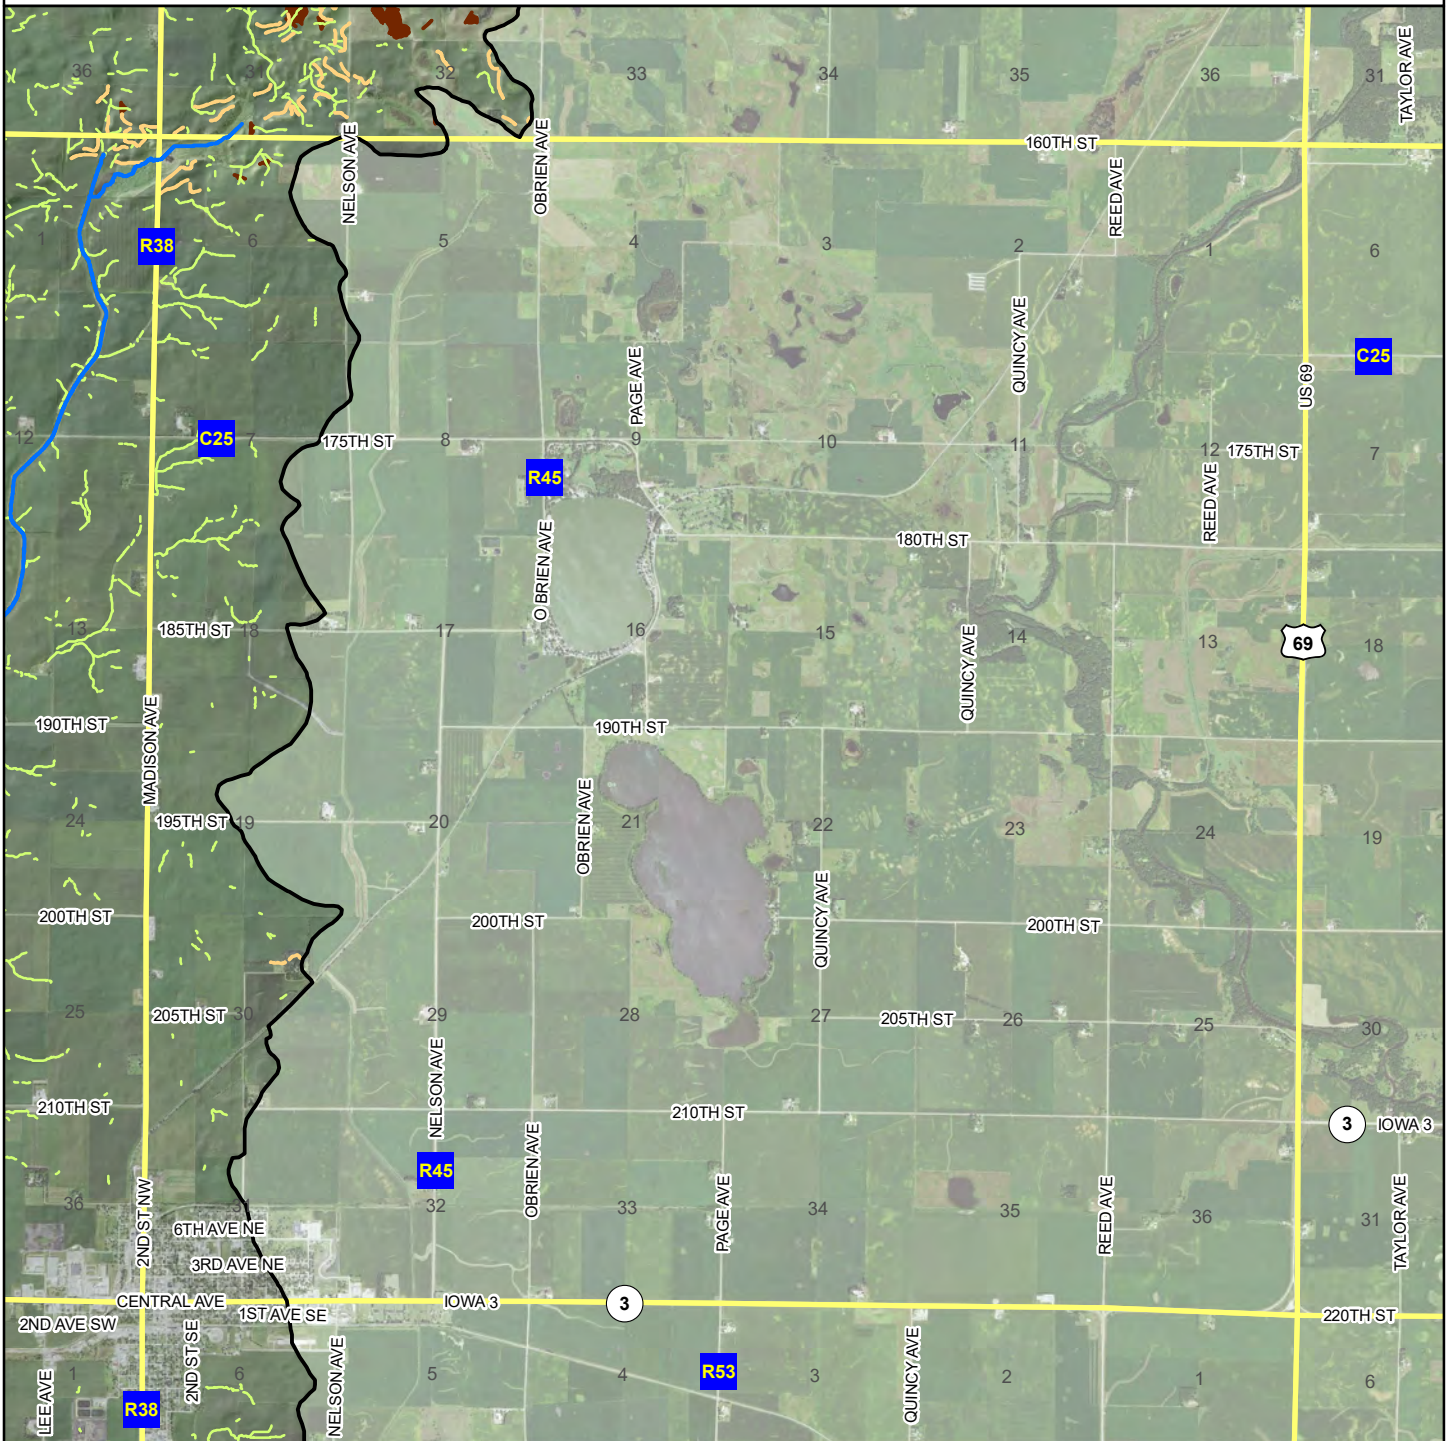 36
31
32
33
34
35
36
31
TAYLOR AVE
160TH ST
NELSON AVE
OBRIEN AVE
REED AVE
1
R38
6
5
4
3
2
1
6
QUINCY AVE
PAGE AVE
US 69
C25
12
C25
7
175TH ST
8
9
10
11
12
175TH ST
7
R45
REED AVE
O BRIEN AVE
180TH ST
13
185TH ST
18
17
16
15
14
13
69
18
QUINCY AVE
190TH ST
MADISON AVE
190TH ST
OBRIEN AVE
24
195TH ST
19
20
21
22
23
24
19
200TH ST
200TH ST
QUINCY AVE
200TH ST
25
205TH ST
30
29
28
27
205TH ST
26
25
30
NELSON AVE
210TH ST
210TH ST
3
IOWA 3
R45
OBRIEN AVE
36
31
32
33
34
35
36
31
2ND ST NW
PAGE AVE
REED AVE
TAYLOR AVE
6TH AVE NE
3RD AVE NE
CENTRAL AVE
IOWA 3
3
1ST AVE SE
2ND AVE SW
220TH ST
2ND ST SE
NELSON AVE
QUINCY AVE
LEE AVE
1
6
5
4
R53
3
2
1
6
R38